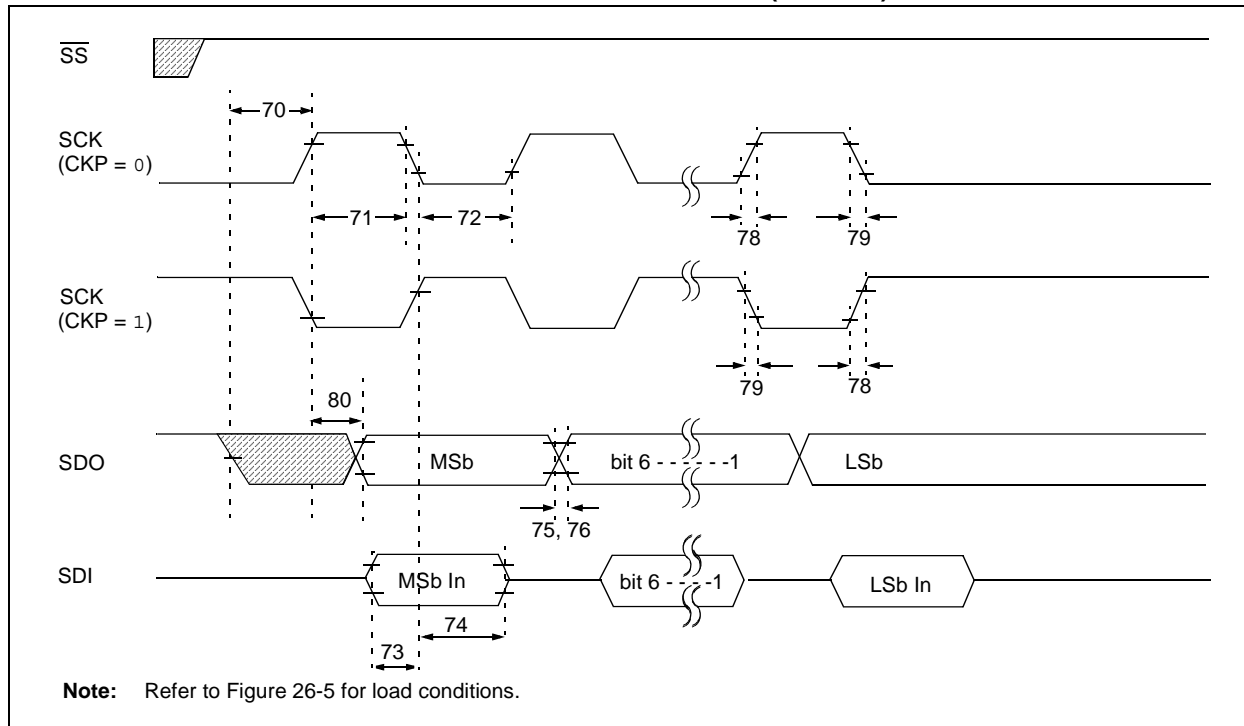 SS
70
SCK
(CKP = 0)
71
72
78
79
SCK
(CKP = 1)
79
78
80
SDO
MSb
bit 6 - - - - - -1
LSb
75, 76
SDI
MSb In
bit 6 - - - -1
LSb In
74
73
Note: Refer to Figure 26-5 for load conditions.